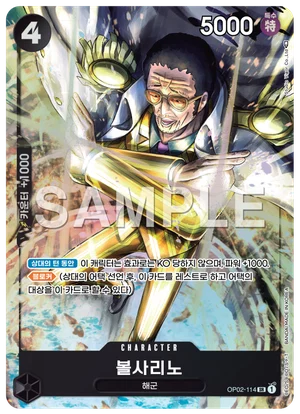 4
5000
특수
特
카운터 +1000
SAMPLE
상대의 턴 동안 이 캐릭터는 효과로는 KO 당하지 않으며, 파워 +1000.
블로커 (상대의 어택 선언 후, 이 카드를 레스트로 하고 어택의
대상을 이 카드로 할 수 있다)
CHARACTER
볼사리노
해군
OP02-114 1